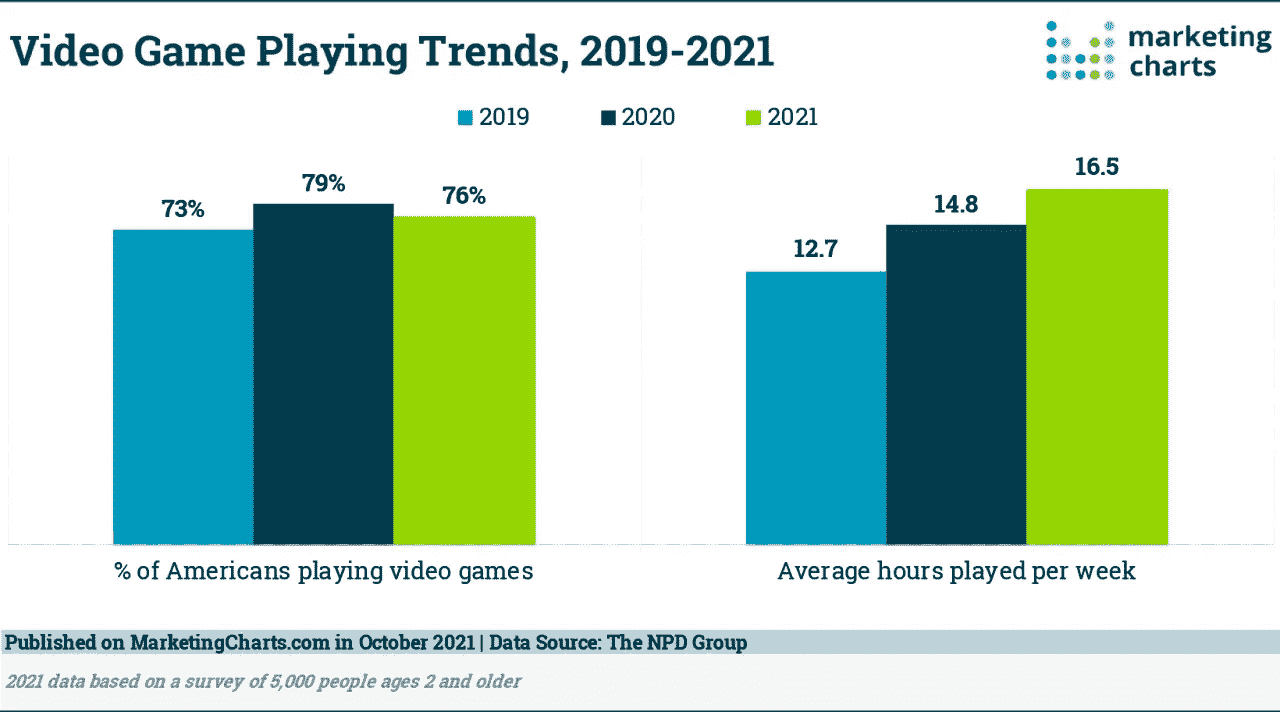 Video Game Playing Trends, 2019-2021
marketing
charts
2019 2020 2021
73% 79% 76%
12.7 14.8 16.5
% of Americans playing video games
Average hours played per week
Published on MarketingCharts.com in October 2021 | Data Source: The NPD Group
2021 data based on a survey of 5,000 people ages 2 and older